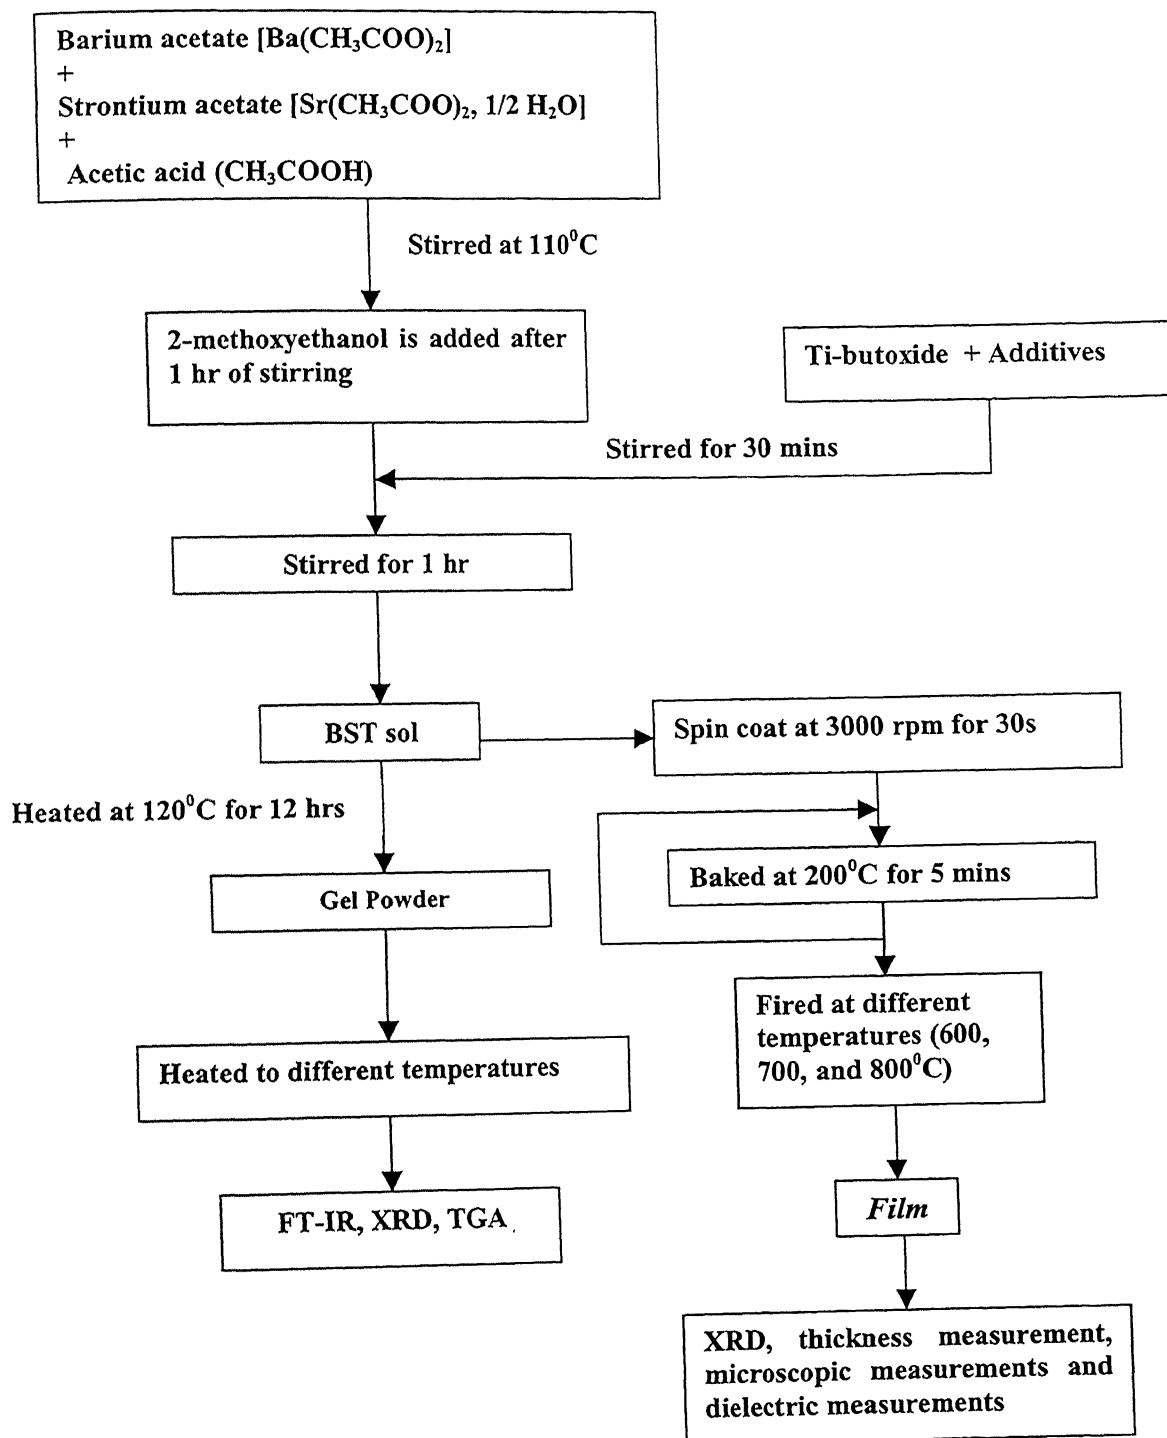 Barium acetate [Ba(CH₃COO)₂]
+
Strontium acetate [Sr(CH₃COO)₂, 1/2 H₂O]
+
Acetic acid (CH₃COOH)
Stirred at 110⁰C
2-methoxyethanol is added after
1 hr of stirring
Ti-butoxide + Additives
Stirred for 30 mins
Stirred for 1 hr
BST sol
Spin coat at 3000 rpm for 30s
Heated at 120⁰C for 12 hrs
Baked at 200⁰C for 5 mins
Gel Powder
Fired at different
temperatures (600,
700, and 800⁰C)
Heated to different temperatures
FT-IR, XRD, TGA
Film
XRD, thickness measurement,
microscopic measurements and
dielectric measurements